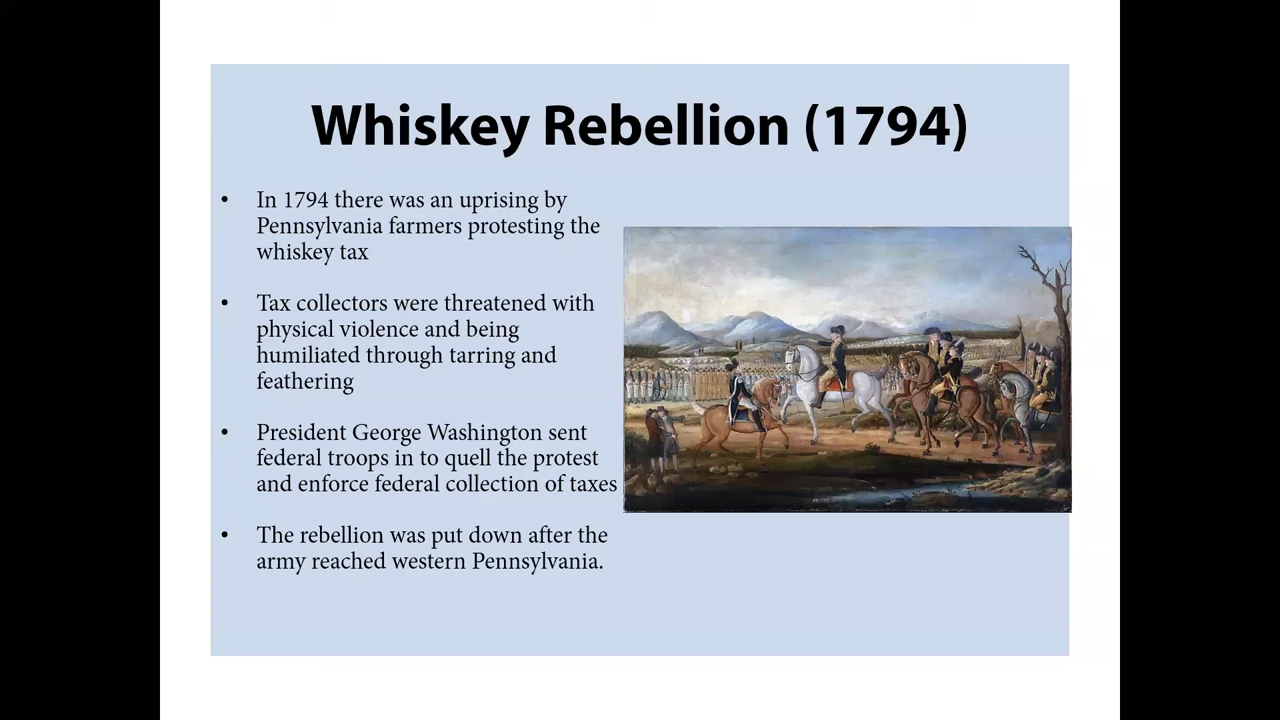 Whiskey Rebellion (1794)
• In 1794 there was an uprising by
Pennsylvania farmers protesting the
whiskey tax
• Tax collectors were threatened with
physical violence and being
humiliated through tarring and
feathering
• President George Washington sent
federal troops in to quell the protest
and enforce federal collection of taxes
• The rebellion was put down after the
army reached western Pennsylvania.